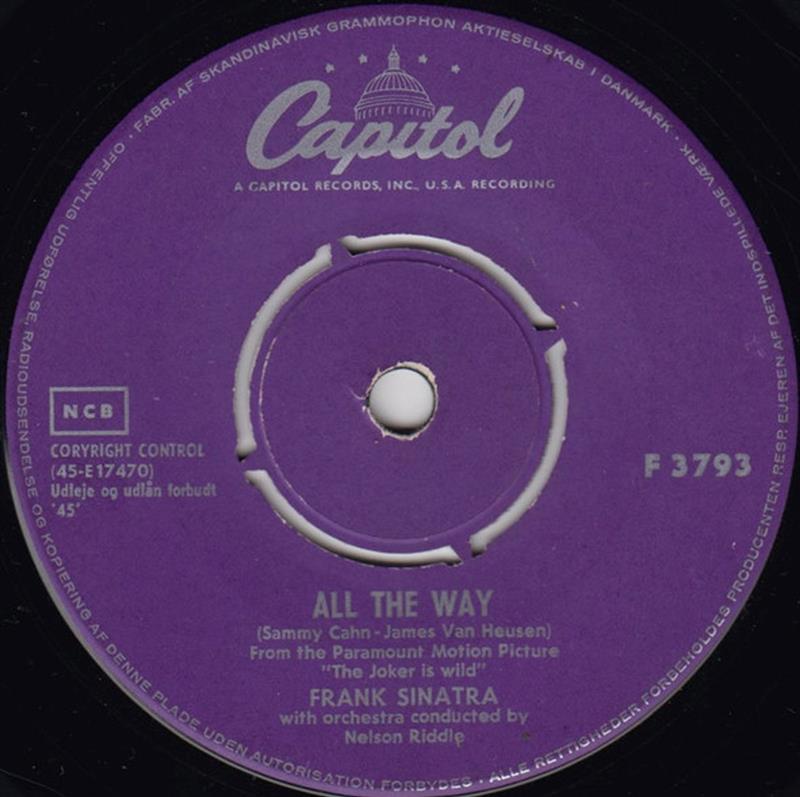 FABR. AF SKANDINAVISK GRAMMOPHON AKTIESELSKAB I DANMARK · ALLE RETTIGHEDER FORBEHOLDES PRODUCENTEN RESP. EJEREN AF DET INDSPILLEDE VÆRK · OFFENTLIG UDFØRELSE, RADIOUDSENDELSE OG KOPIERING AF DENNE PLADE UDEN AUTORISATION FORBYDES ·
Capitol
A CAPITOL RECORDS, INC., U.S.A. RECORDING
NCB
CORYRIGHT CONTROL
(45-E17470)
Udleje og udlån forbudt
'45'
F 3793
ALL THE WAY
(Sammy Cahn - James Van Heusen)
From the Paramount Motion Picture
"The Joker is wild"
FRANK SINATRA
with orchestra conducted by
Nelson Riddle